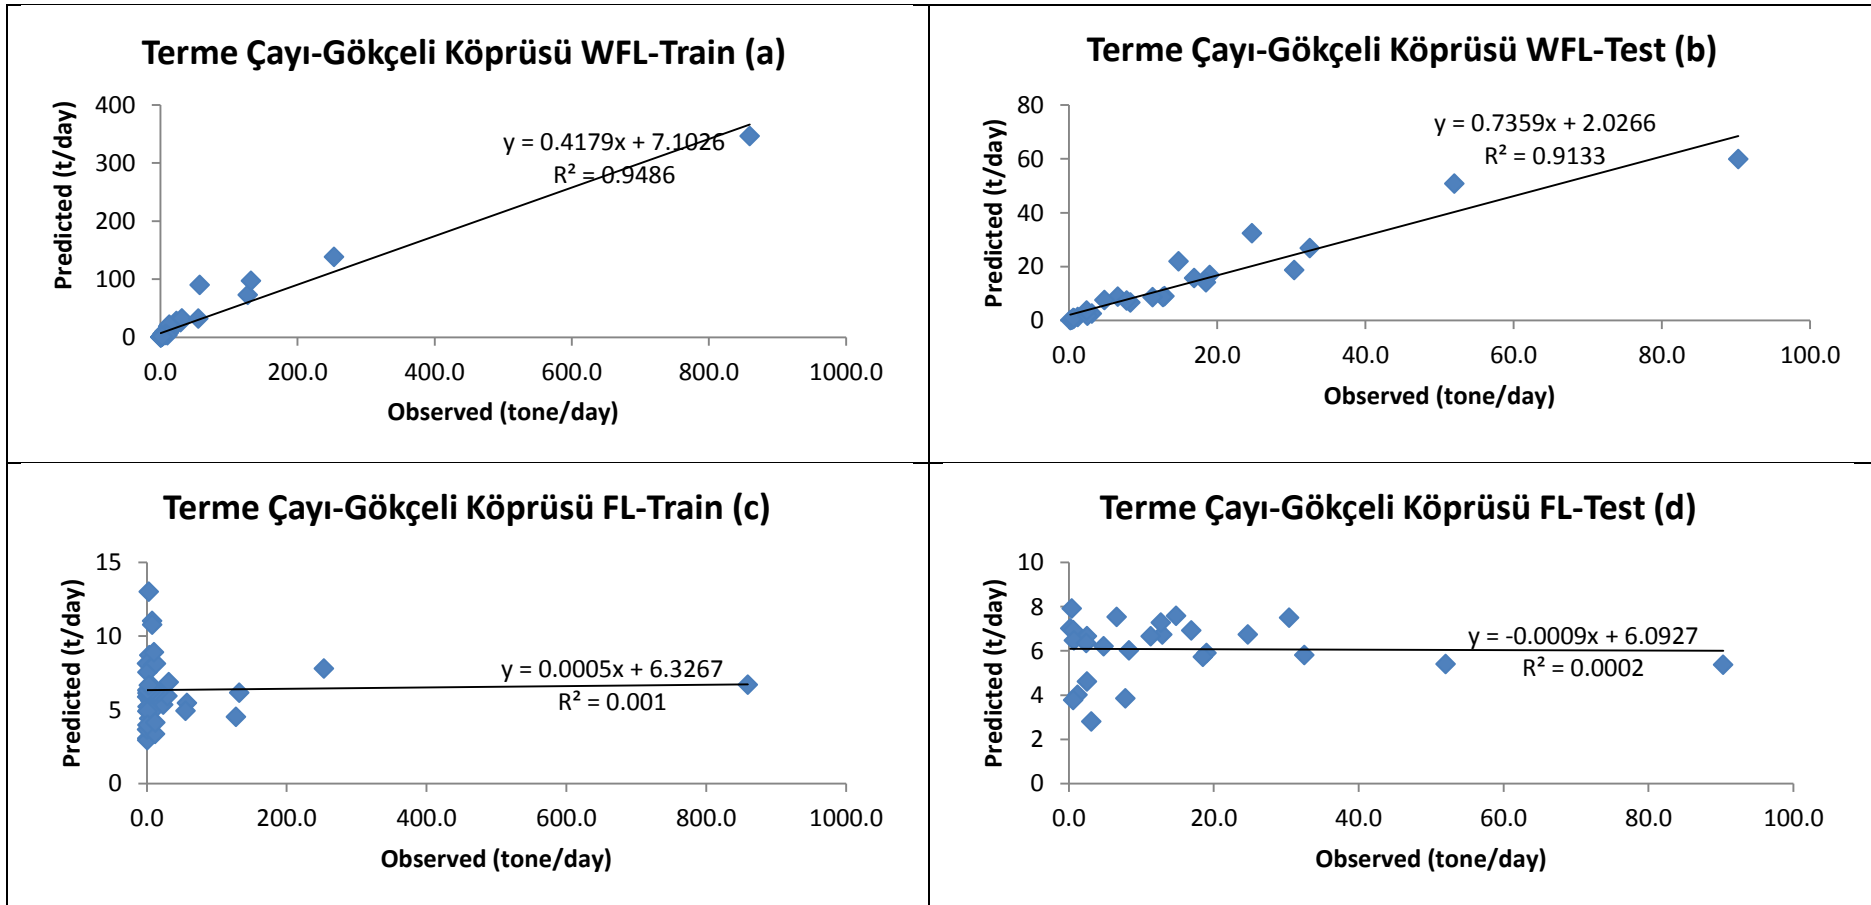 Terme Çayı-Gökçeli Köprüsü WFL-Train (a)
Predicted (t/day)
400
300
200
100
0
y = 0.4179x + 7.1026
R² = 0.9486
0.0 200.0 400.0 600.0 800.0 1000.0
Observed (tone/day)
Terme Çayı-Gökçeli Köprüsü WFL-Test (b)
Predicted (t/day)
80
60
40
20
0
y = 0.7359x + 2.0266
R² = 0.9133
0.0 20.0 40.0 60.0 80.0 100.0
Observed (tone/day)
Terme Çayı-Gökçeli Köprüsü FL-Train (c)
Predicted (t/day)
15
10
5
0
y = 0.0005x + 6.3267
R² = 0.001
0.0 200.0 400.0 600.0 800.0 1000.0
Observed (tone/day)
Terme Çayı-Gökçeli Köprüsü FL-Test (d)
Predicted (t/day)
10
8
6
4
2
0
y = -0.0009x + 6.0927
R² = 0.0002
0.0 20.0 40.0 60.0 80.0 100.0
Observed (tone/day)